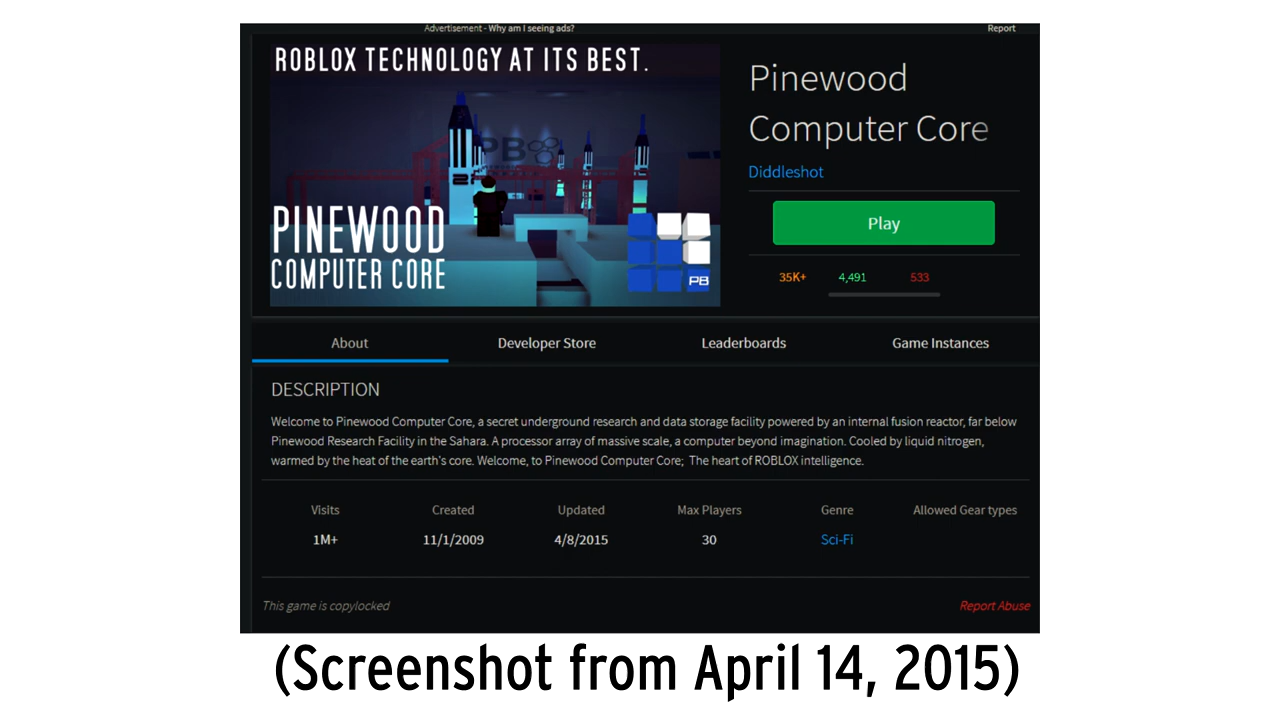 Advertisement - Why am I seeing ads?
Report
ROBLOX TECHNOLOGY AT ITS BEST.
PB
PINEWOOD
COMPUTER CORE
PB
Pinewood
Computer Core
Diddleshot
Play
35K+ 4,491 533
About Developer Store Leaderboards Game Instances
DESCRIPTION
Welcome to Pinewood Computer Core, a secret underground research and data storage facility powered by an internal fusion reactor, far below
Pinewood Research Facility in the Sahara. A processor array of massive scale, a computer beyond imagination. Cooled by liquid nitrogen,
warmed by the heat of the earth's core. Welcome, to Pinewood Computer Core; The heart of ROBLOX intelligence.
Visits Created Updated Max Players Genre Allowed Gear types
1M+ 11/1/2009 4/8/2015 30 Sci-Fi
This game is copylocked
Report Abuse
(Screenshot from April 14, 2015)